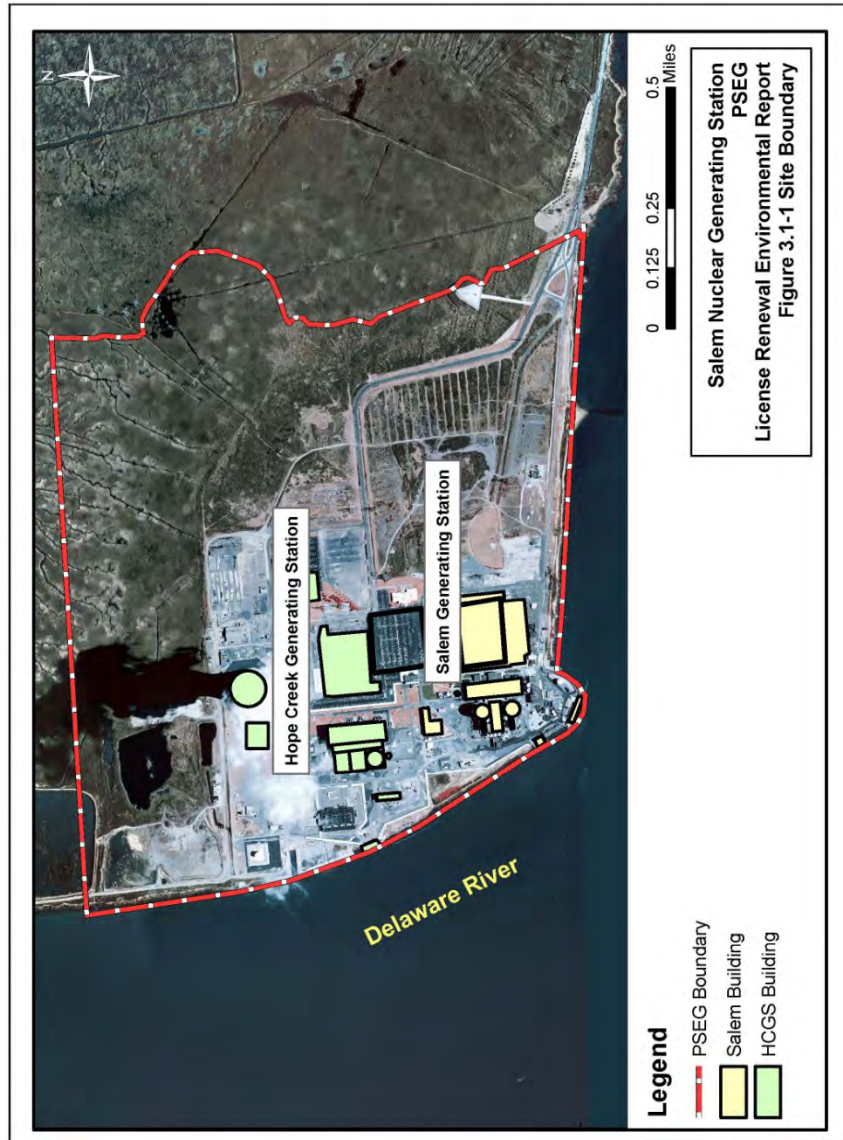 N
Hope Creek Generating Station
Salem Generating Station
Delaware River
Legend
PSEG Boundary
Salem Building
HCGS Building
0 0.125 0.25 0.5
Miles
Salem Nuclear Generating Station
PSEG
License Renewal Environmental Report
Figure 3.1-1 Site Boundary